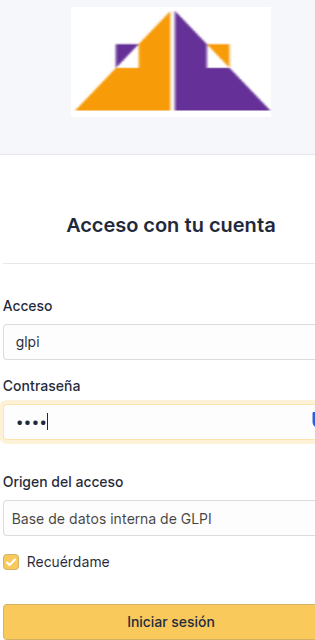 Acceso con tu cuenta
Acceso
glpi
Contraseña
••••
Origen del acceso
Base de datos interna de GLPI
Recuérdame
Iniciar sesión